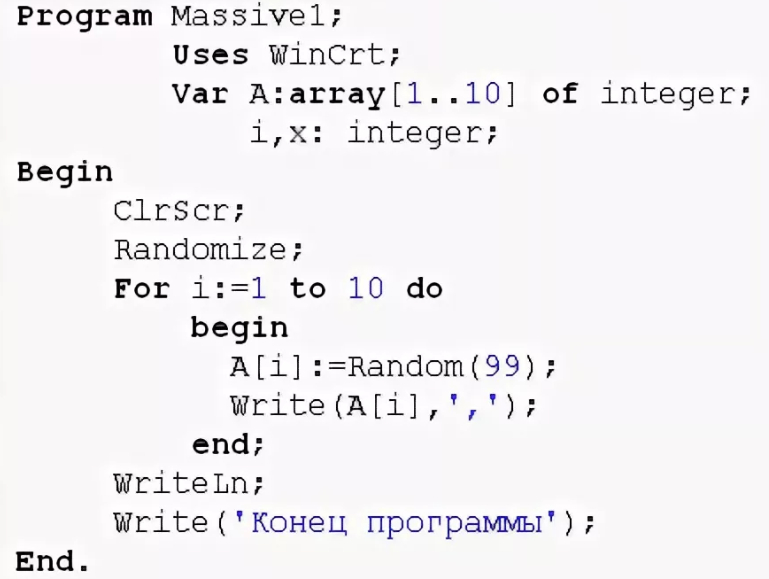 Program Massive1;
Uses WinCrt;
Var A:array[1..10] of integer;
i,x: integer;
Begin
ClrScr;
Randomize;
For i:=1 to 10 do
begin
A[i]:=Random(99);
Write(A[i],',');
end;
WriteLn;
Write('Конец программы');
End.